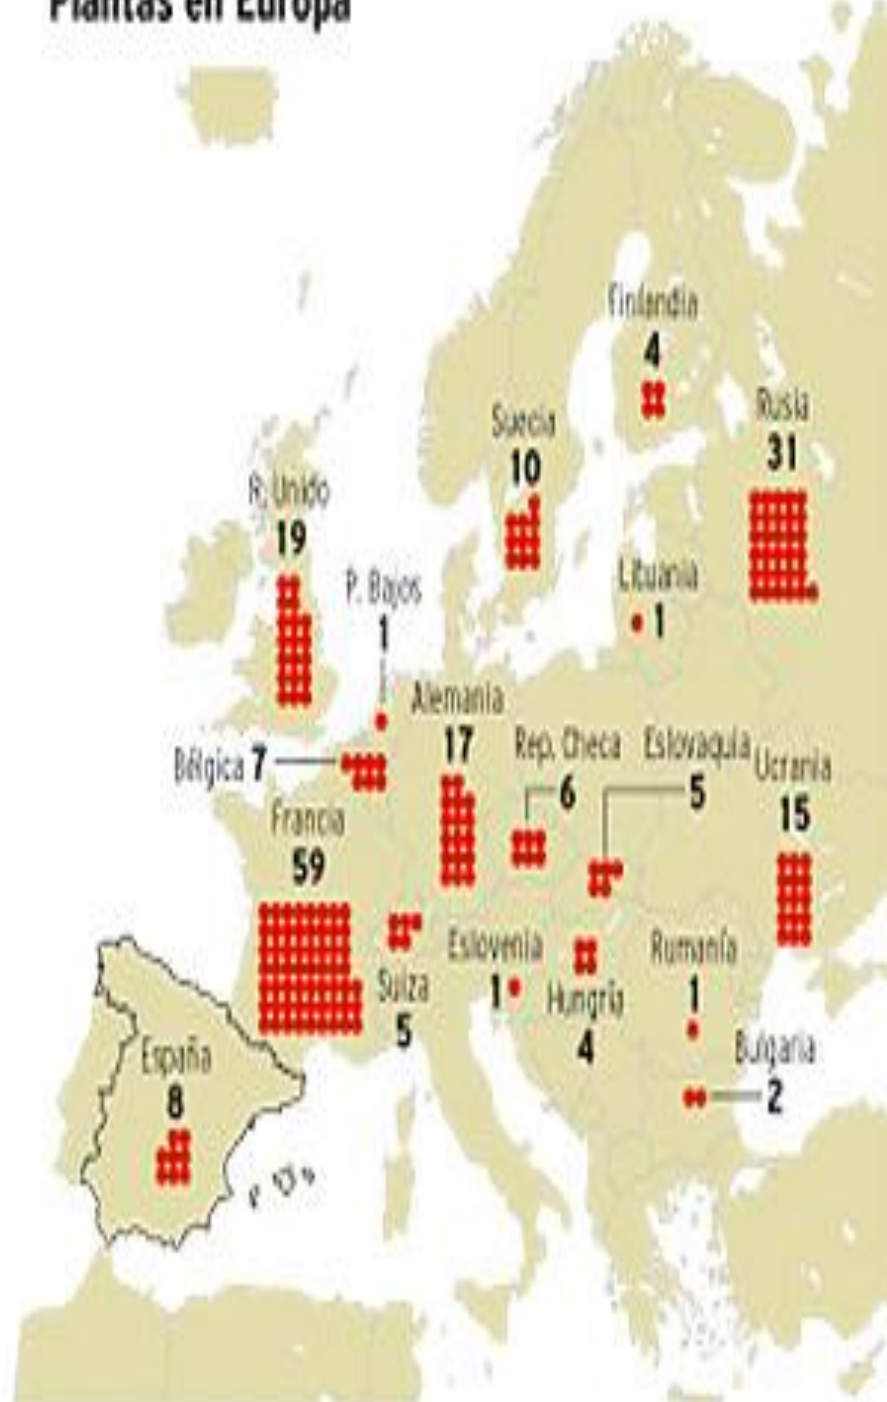 Plantas en Europa
Finlandia
4
Rusia
31
Suecia
10
R. Unido
19
P. Bajos
1
Lituania
1
Alemania
17
Rep. Checa
6
Eslovaquia
5
Ucrania
15
Bélgica 7
Francia
59
Suiza
5
Eslovenia
1
Hungría
4
Rumanía
1
Bulgaria
2
España
8